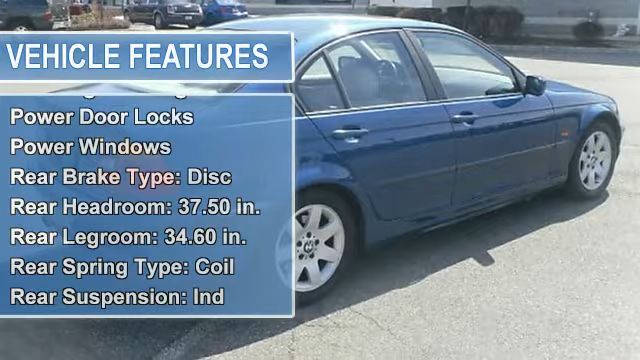 VEHICLE FEATURES
Power Door Locks
Power Windows
Rear Brake Type: Disc
Rear Headroom: 37.50 in.
Rear Legroom: 34.60 in.
Rear Spring Type: Coil
Rear Suspension: Ind